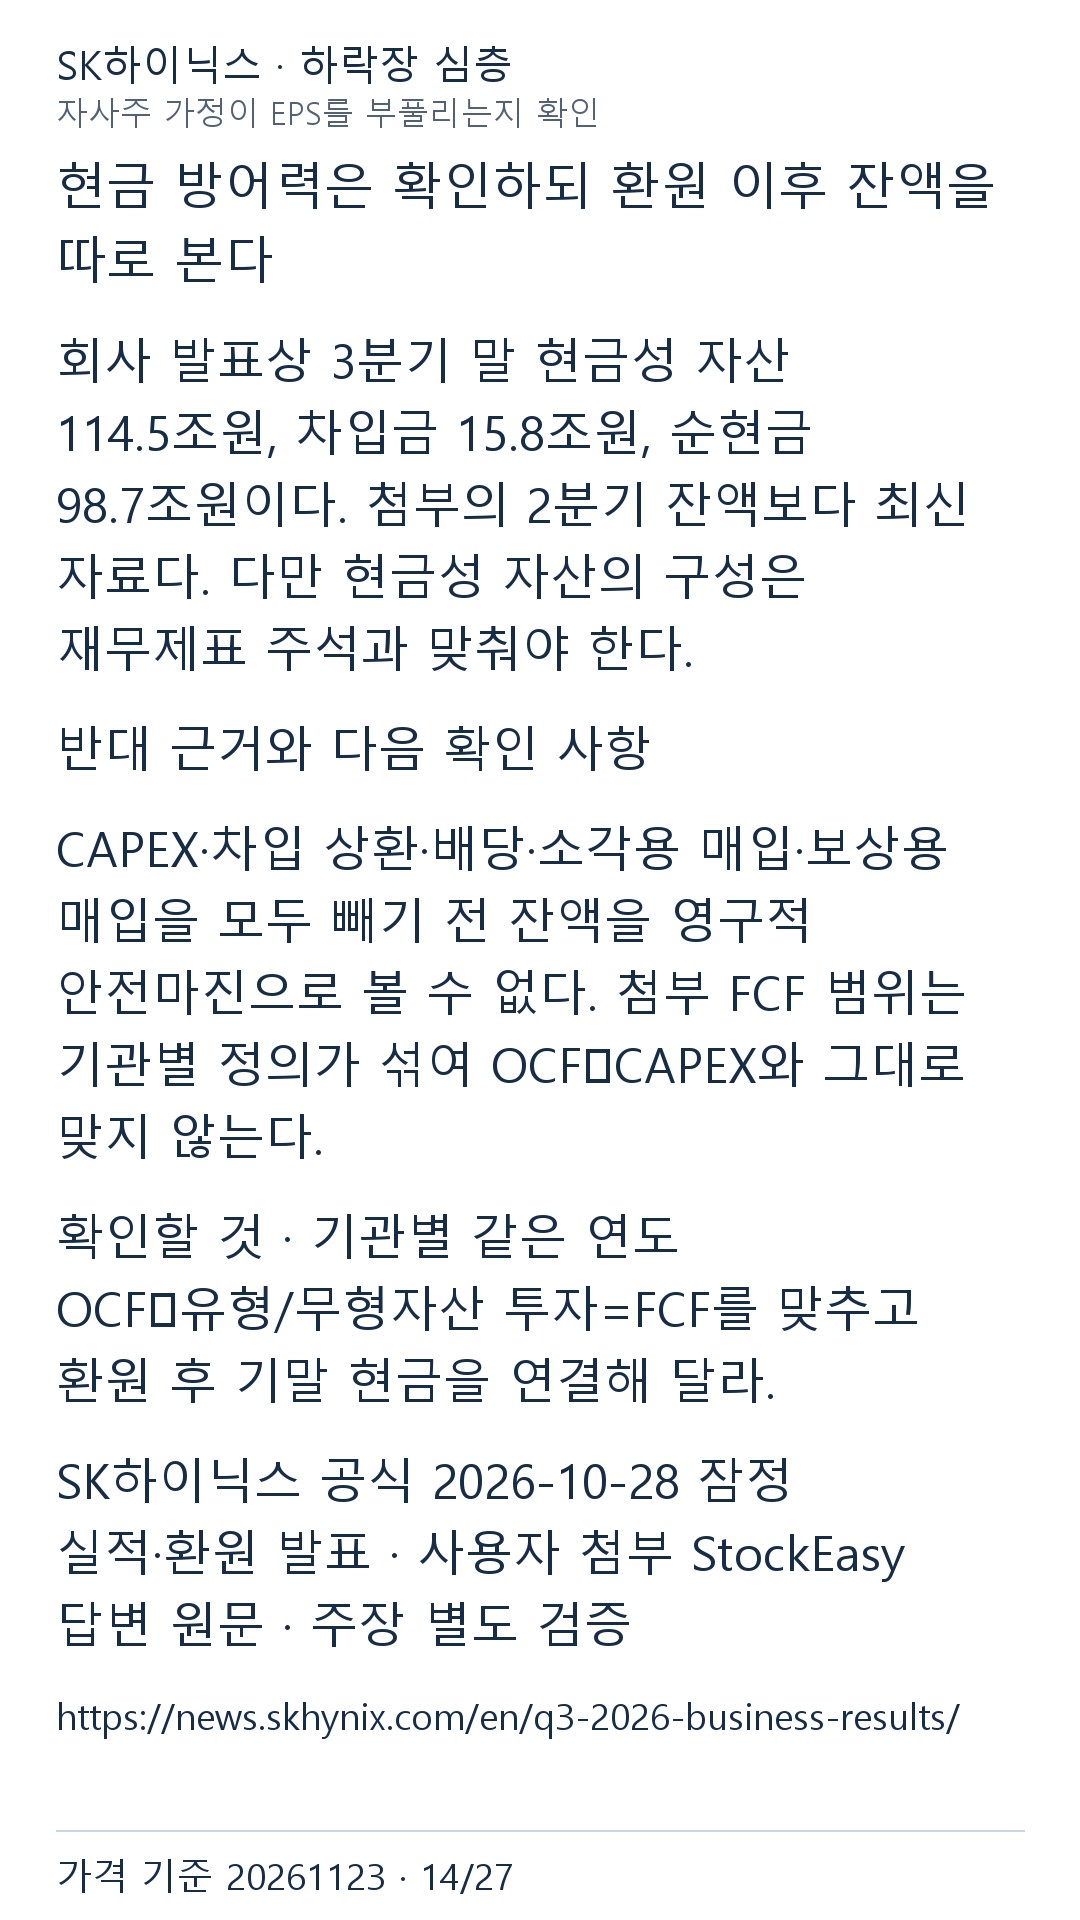 SK하이닉스 · 하락장 심층
자사주 가정이 EPS를 부풀리는지 확인
현금 방어력은 확인하되 환원 이후 잔액을
따로 본다
회사 발표상 3분기 말 현금성 자산
114.5조원, 차입금 15.8조원, 순현금
98.7조원이다. 첨부의 2분기 잔액보다 최신
자료다. 다만 현금성 자산의 구성은
재무제표 주석과 맞춰야 한다.
반대 근거와 다음 확인 사항
CAPEX·차입 상환·배당·소각용 매입·보상용
매입을 모두 빼기 전 잔액을 영구적
안전마진으로 볼 수 없다. 첨부 FCF 범위는
기관별 정의가 섞여 OCF▯CAPEX와 그대로
맞지 않는다.
확인할 것 · 기관별 같은 연도
OCF▯유형/무형자산 투자=FCF를 맞추고
환원 후 기말 현금을 연결해 달라.
SK하이닉스 공식 2026-10-28 잠정
실적·환원 발표 · 사용자 첨부 StockEasy
답변 원문 · 주장 별도 검증
https://news.skhynix.com/en/q3-2026-business-results/
가격 기준 20261123 · 14/27